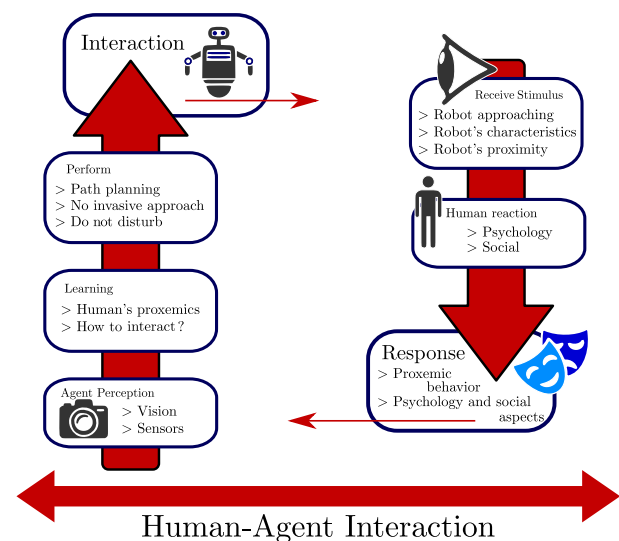 Interaction
Perform
> Path planning
> No invasive approach
> Do not disturb
Learning
> Human's proxemics
> How to interact?
Agent Perception
> Vision
> Sensors
Receive Stimulus
> Robot approaching
> Robot's characteristics
> Robot's proximity
Human reaction
> Psychology
> Social
Response
> Proxemic
behavior
> Psychology and social
aspects
Human-Agent Interaction